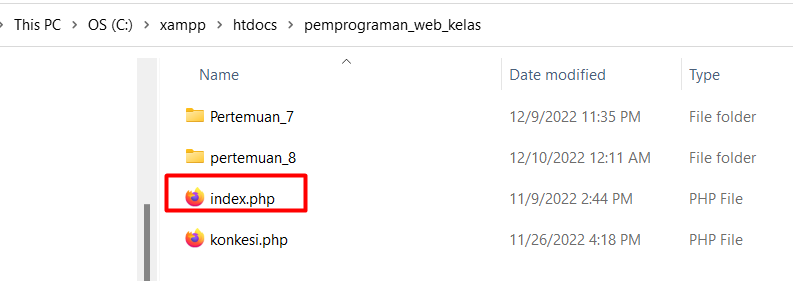 This PC > OS (C:) > xampp > htdocs > pemprograman_web_kelas
Name Date modified Type
Pertemuan_7 12/9/2022 11:35 PM File folder
pertemuan_8 12/10/2022 12:11 AM File folder
index.php 11/9/2022 2:44 PM PHP File
konkesi.php 11/26/2022 4:18 PM PHP File